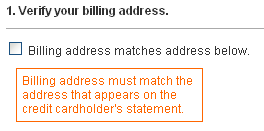 1. Verify your billing address.
Billing address matches address below.
Billing address must match the
address that appears on the
credit cardholder's statement.